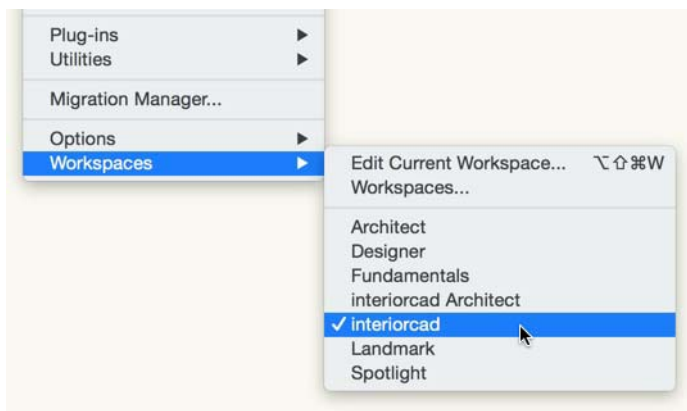 Plug-ins ▶
Utilities ▶
Migration Manager...
Options ▶
Workspaces ▶
Edit Current Workspace... ⌥⇧⌘W
Workspaces...
Architect
Designer
Fundamentals
interiorcad Architect
✓ interiorcad
Landmark
Spotlight